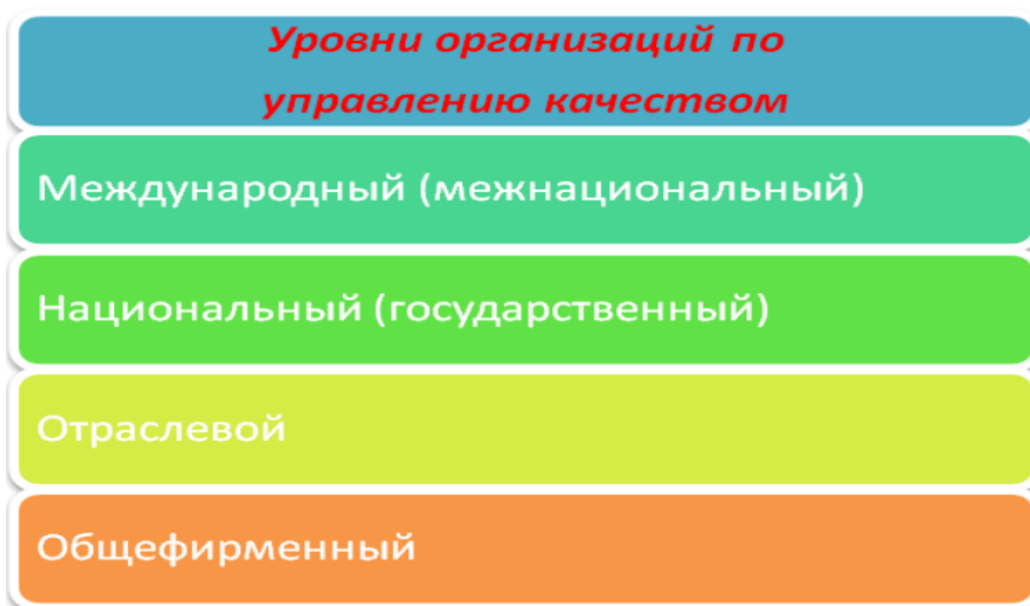 Уровни организаций по
управлению качеством
Международный (межнациональный)
Национальный (государственный)
Отраслевой
Общефирменный